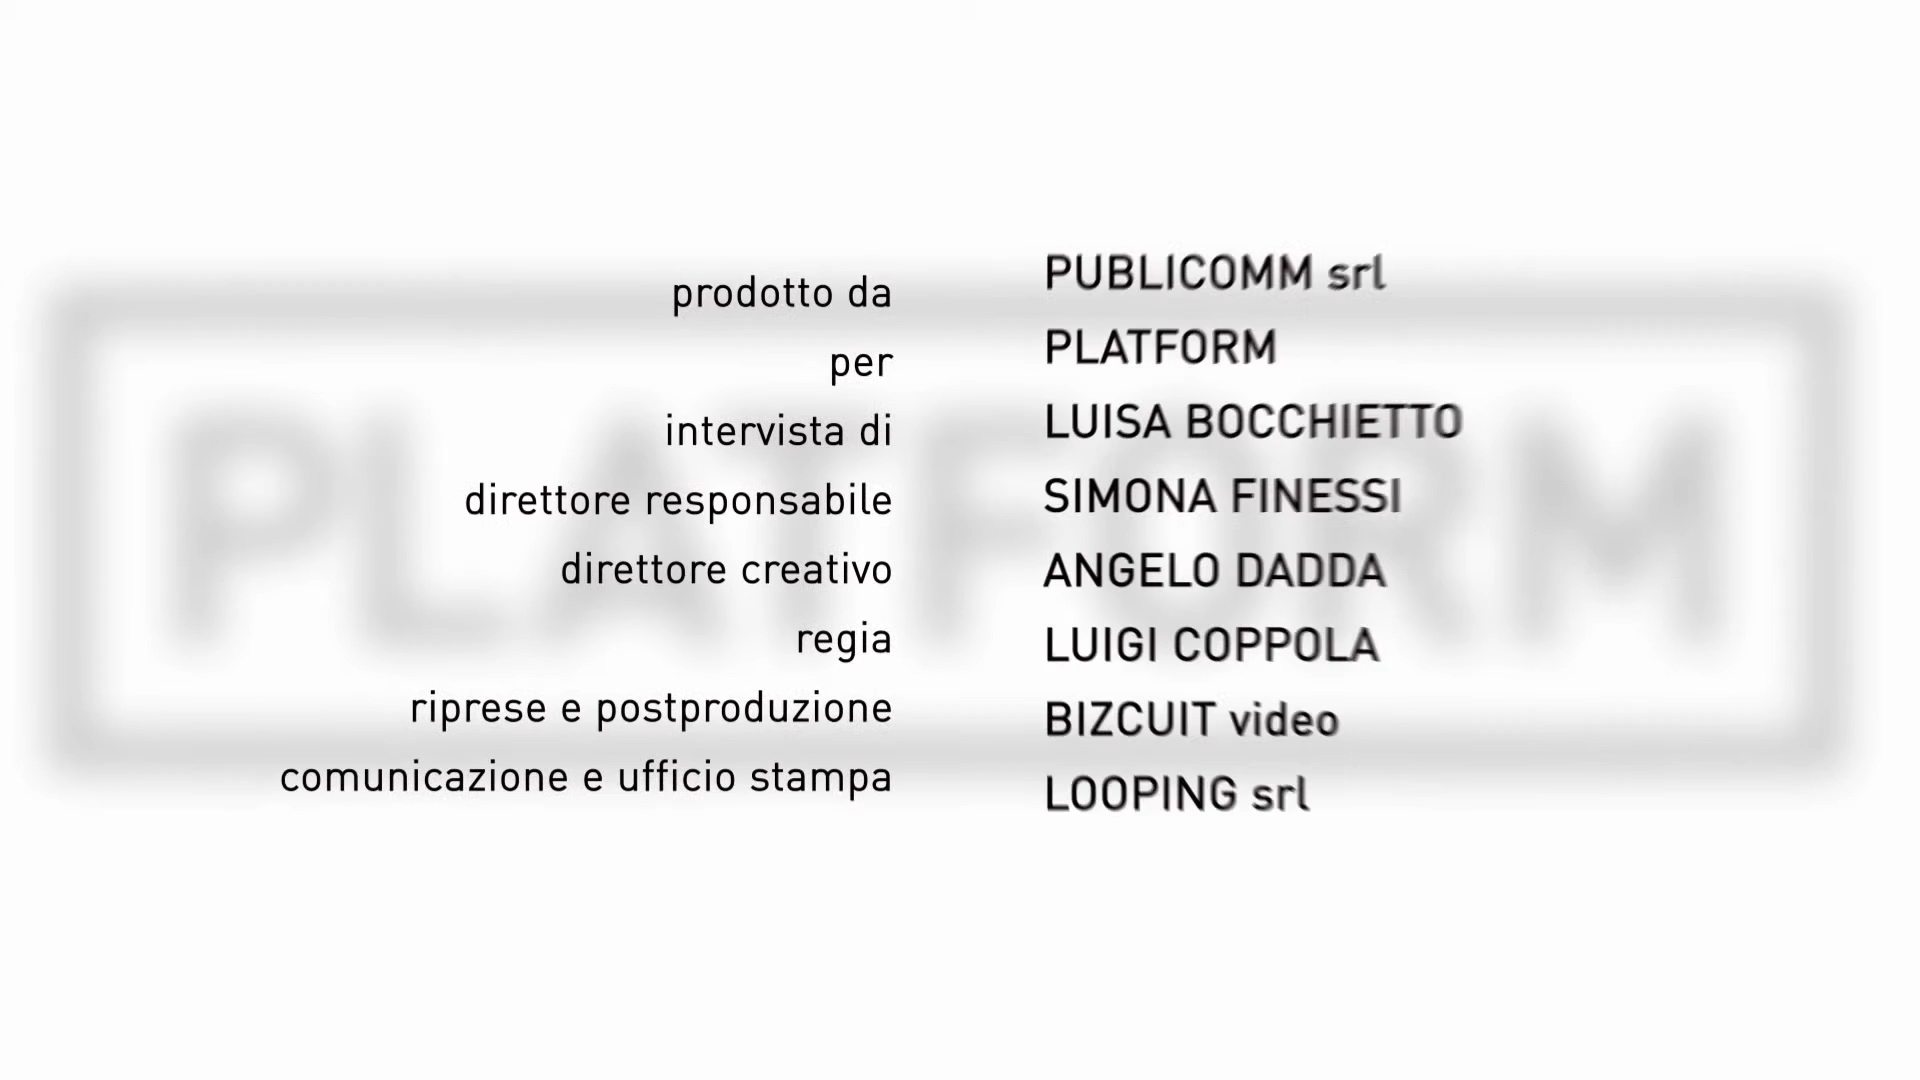 PLATFORM
prodotto da PUBLICOMM srl
per PLATFORM
intervista di LUISA BOCCHIETTO
direttore responsabile SIMONA FINESSI
direttore creativo ANGELO DADDA
regia LUIGI COPPOLA
riprese e postproduzione BIZCUIT video
comunicazione e ufficio stampa LOOPING srl